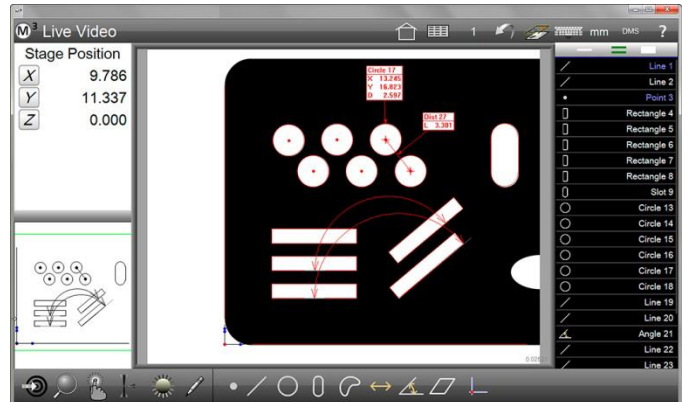 M³ Live Video
1 mm DMS ?
Stage Position
X 9.786
Y 11.337
Z 0.000
Circle 17
X 13.245
Y 16.823
D 2.597
Dist 27
L 3.381
Line 1
Line 2
Point 3
Rectangle 4
Rectangle 5
Rectangle 6
Rectangle 7
Rectangle 8
Slot 9
Circle 13
Circle 14
Circle 15
Circle 16
Circle 17
Circle 18
Line 19
Line 20
Angle 21
Line 22
Line 23